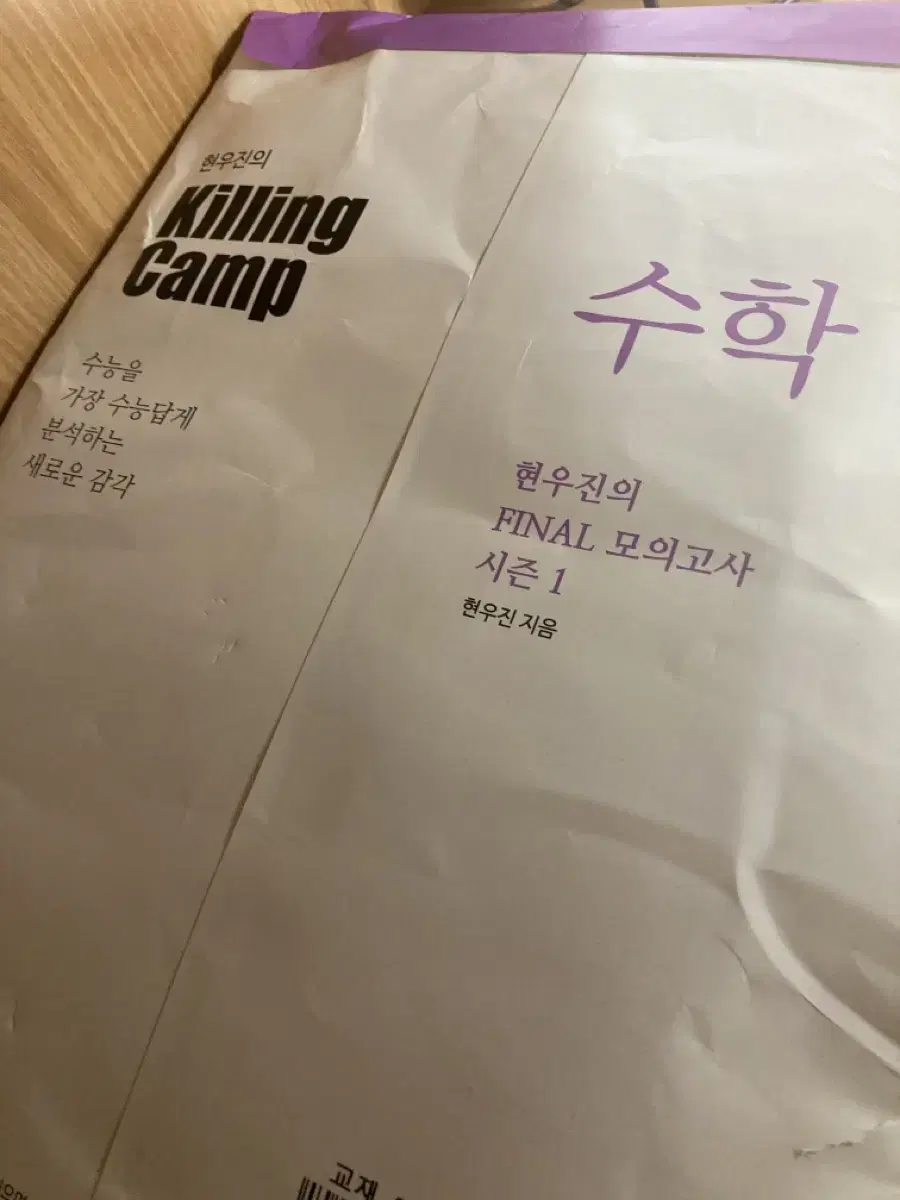 현우진의
Killing
Camp
수능을
가장 수능답게
분석하는
새로운 감각
수학
현우진의
FINAL 모의고사
시즌 1
현우진 지음
교재